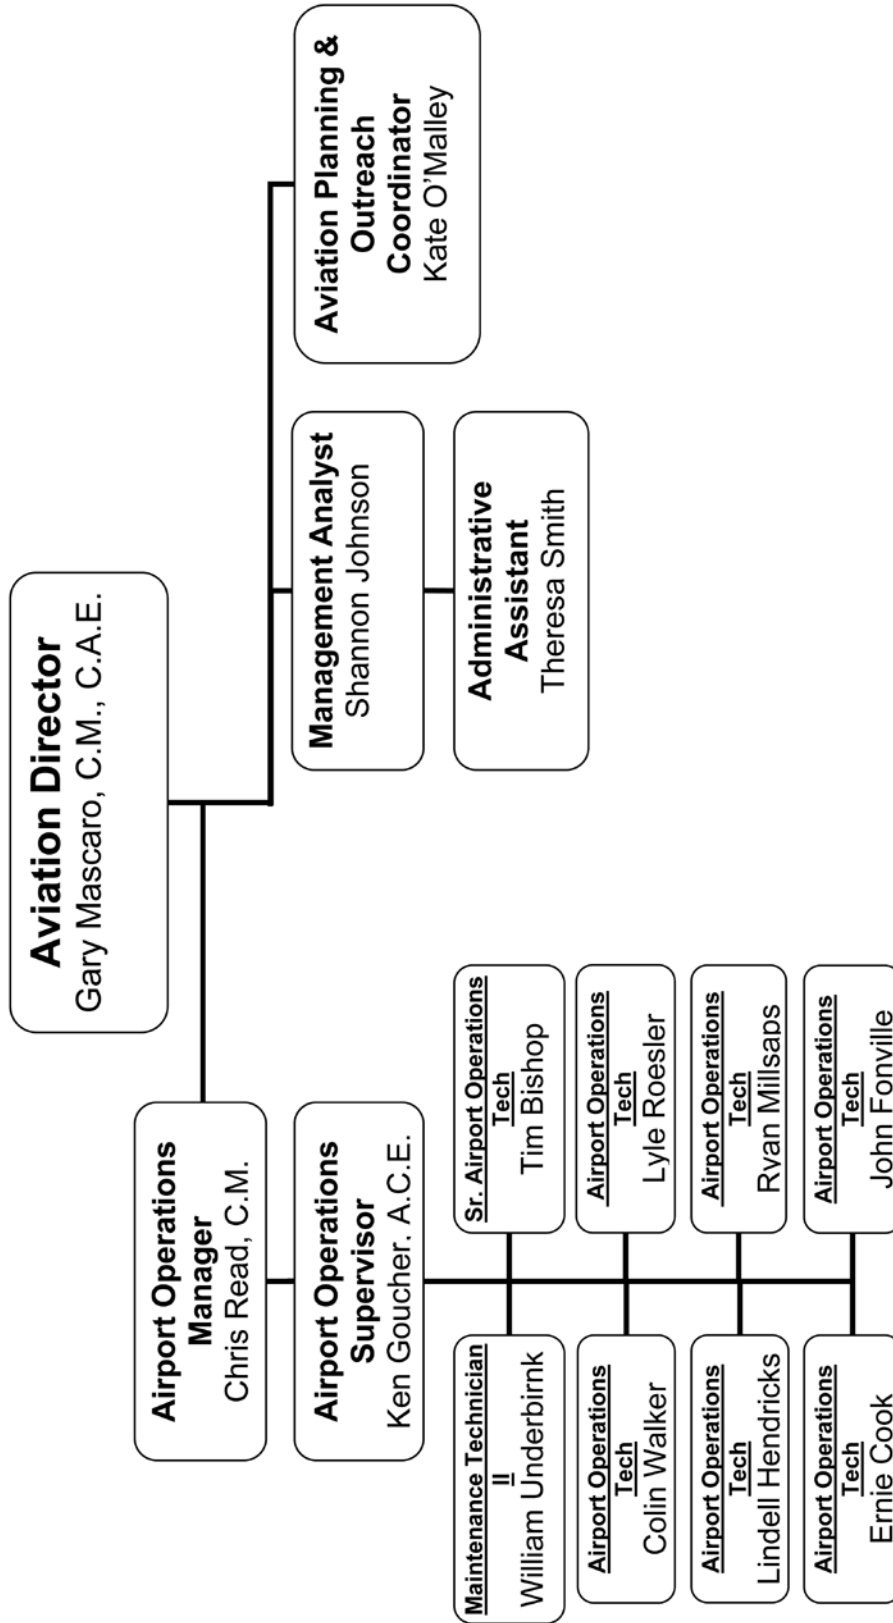 Aviation Director
Gary Mascaro, C.M., C.A.E.
Airport Operations
Manager
Chris Read, C.M.
Airport Operations
Supervisor
Ken Goucher. A.C.E.
Management Analyst
Shannon Johnson
Administrative
Assistant
Theresa Smith
Aviation Planning &
Outreach
Coordinator
Kate O'Malley
Maintenance Technician
II
William Underbirnk
Sr. Airport Operations
Tech
Tim Bishop
Airport Operations
Tech
Colin Walker
Airport Operations
Tech
Lyle Roesler
Airport Operations
Tech
Lindell Hendricks
Airport Operations
Tech
Rvan Millsaps
Airport Operations
Tech
Ernie Cook
Airport Operations
Tech
John Fonville